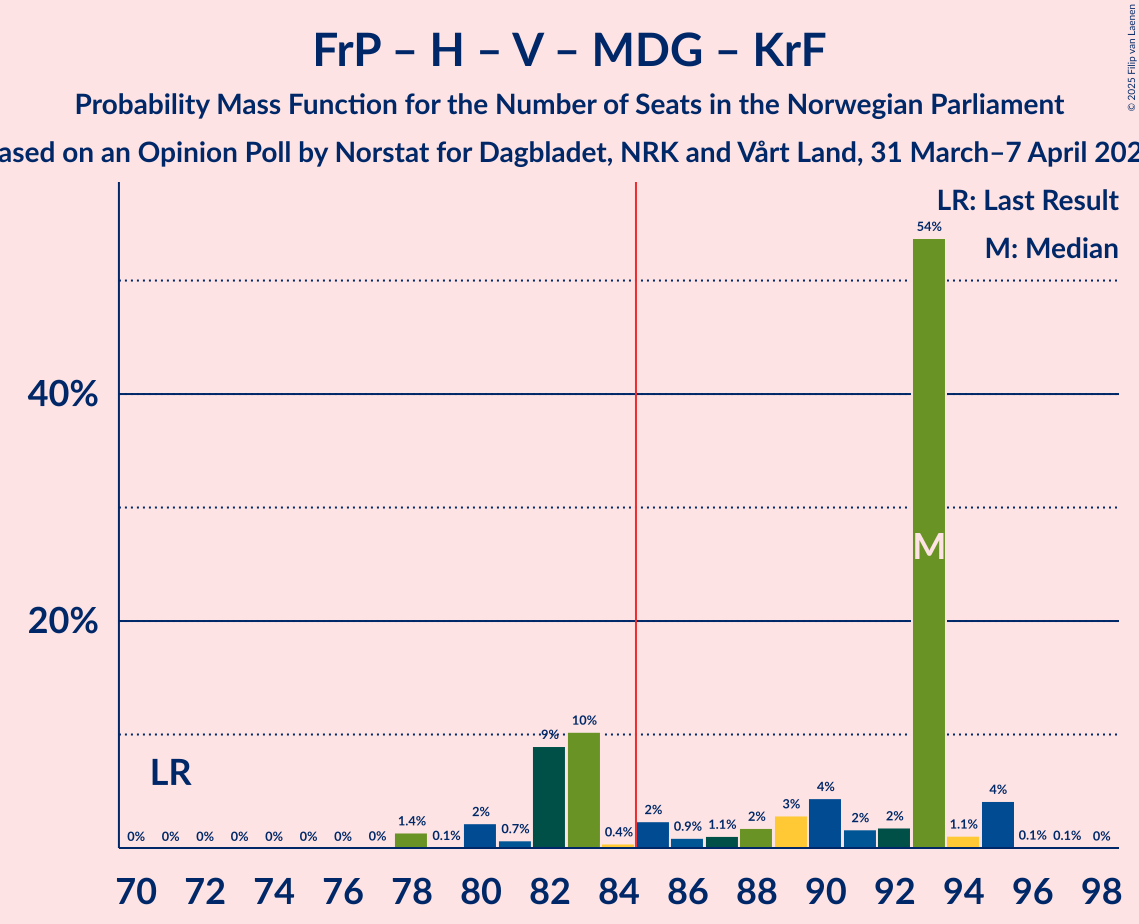 FrP – H – V – MDG – KrF
Probability Mass Function for the Number of Seats in the Norwegian Parliament
ased on an Opinion Poll by Norstat for Dagbladet, NRK and Vårt Land, 31 March–7 April 202
© 2025 Filip van Laenen
LR: Last Result
M: Median
40%
20%
LR
M
0% 0% 0% 0% 0% 0% 0% 0% 1.4% 0.1% 2% 0.7% 9% 10% 0.4% 2% 0.9% 1.1% 2% 3% 4% 2% 2% 54% 1.1% 4% 0.1% 0.1% 0%
70 72 74 76 78 80 82 84 86 88 90 92 93 94 96 98